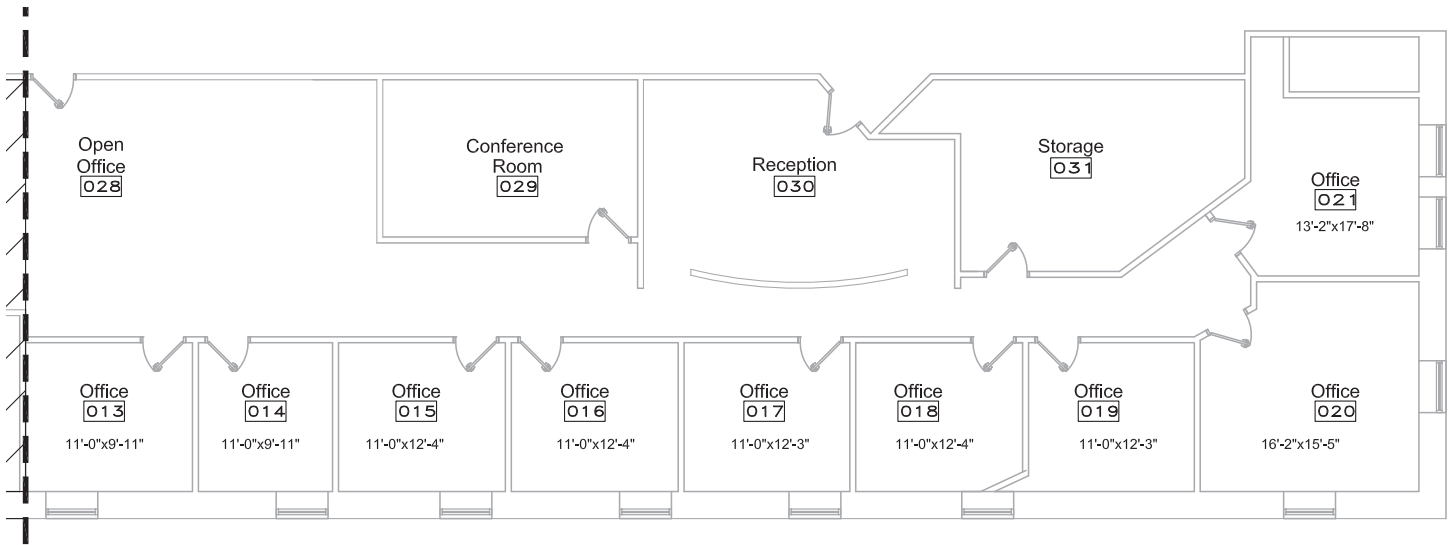 Open
Office
028
Conference
Room
029
Reception
030
Storage
031
Office
021
13'-2"x17'-8"
Office
013
11'-0"x9'-11"
Office
014
11'-0"x9'-11"
Office
015
11'-0"x12'-4"
Office
016
11'-0"x12'-4"
Office
017
11'-0"x12'-3"
Office
018
11'-0"x12'-4"
Office
019
11'-0"x12'-3"
Office
020
16'-2"x15'-5"